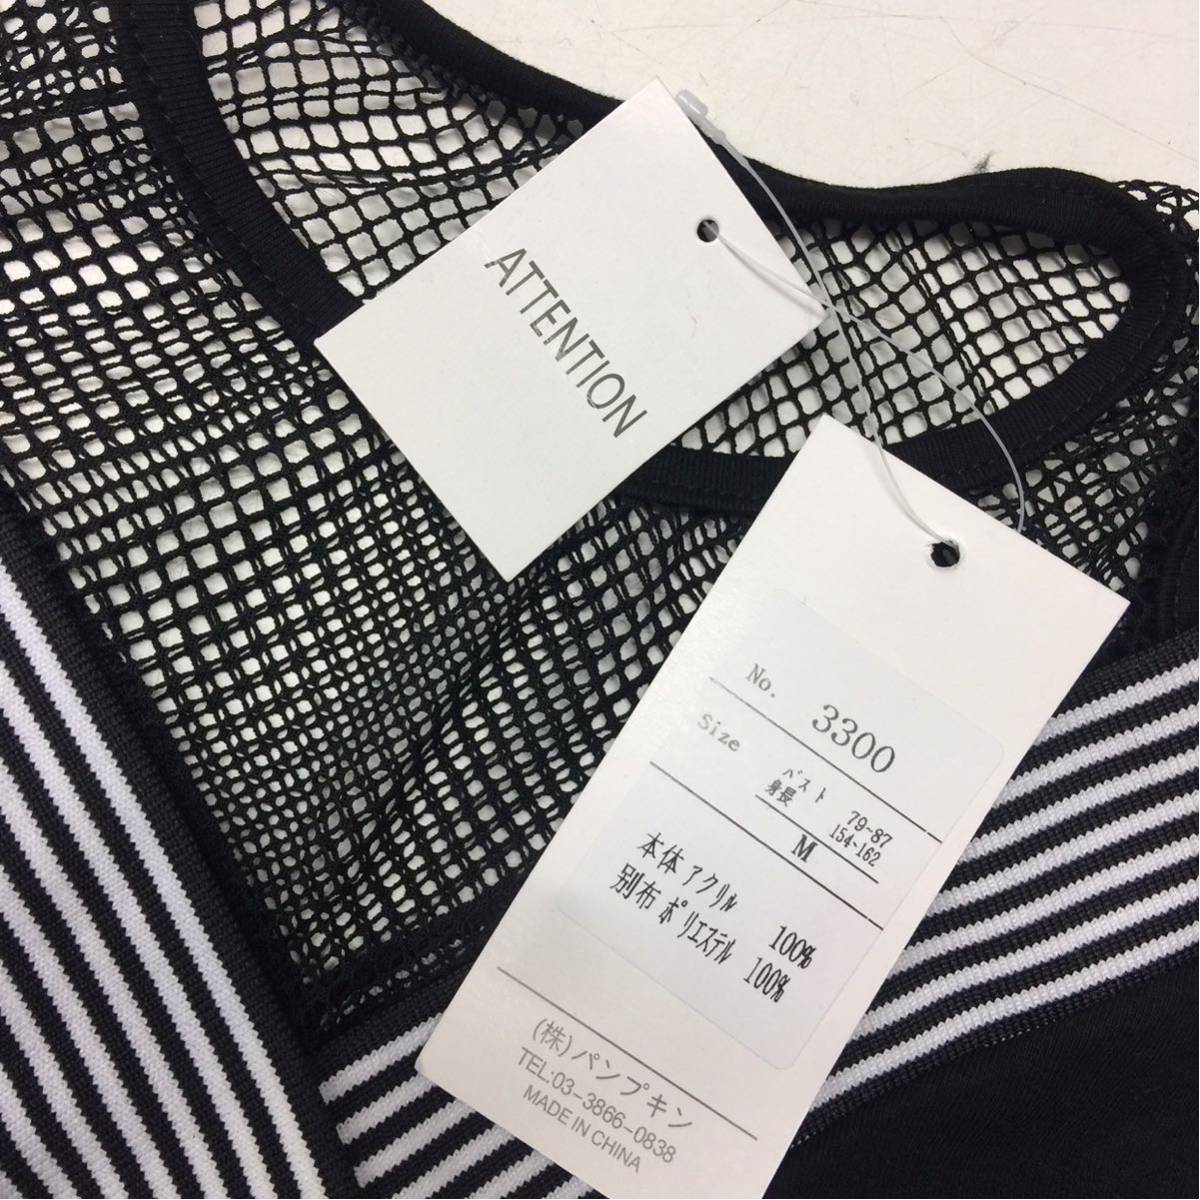 ATTENTION
No. 3300
Size バスト 79-87
身長 154-162
M
本体 アクリル 100%
別布 ポリエステル 100%
(株)パンプキン
TEL:03-3866-0838
MADE IN CHINA